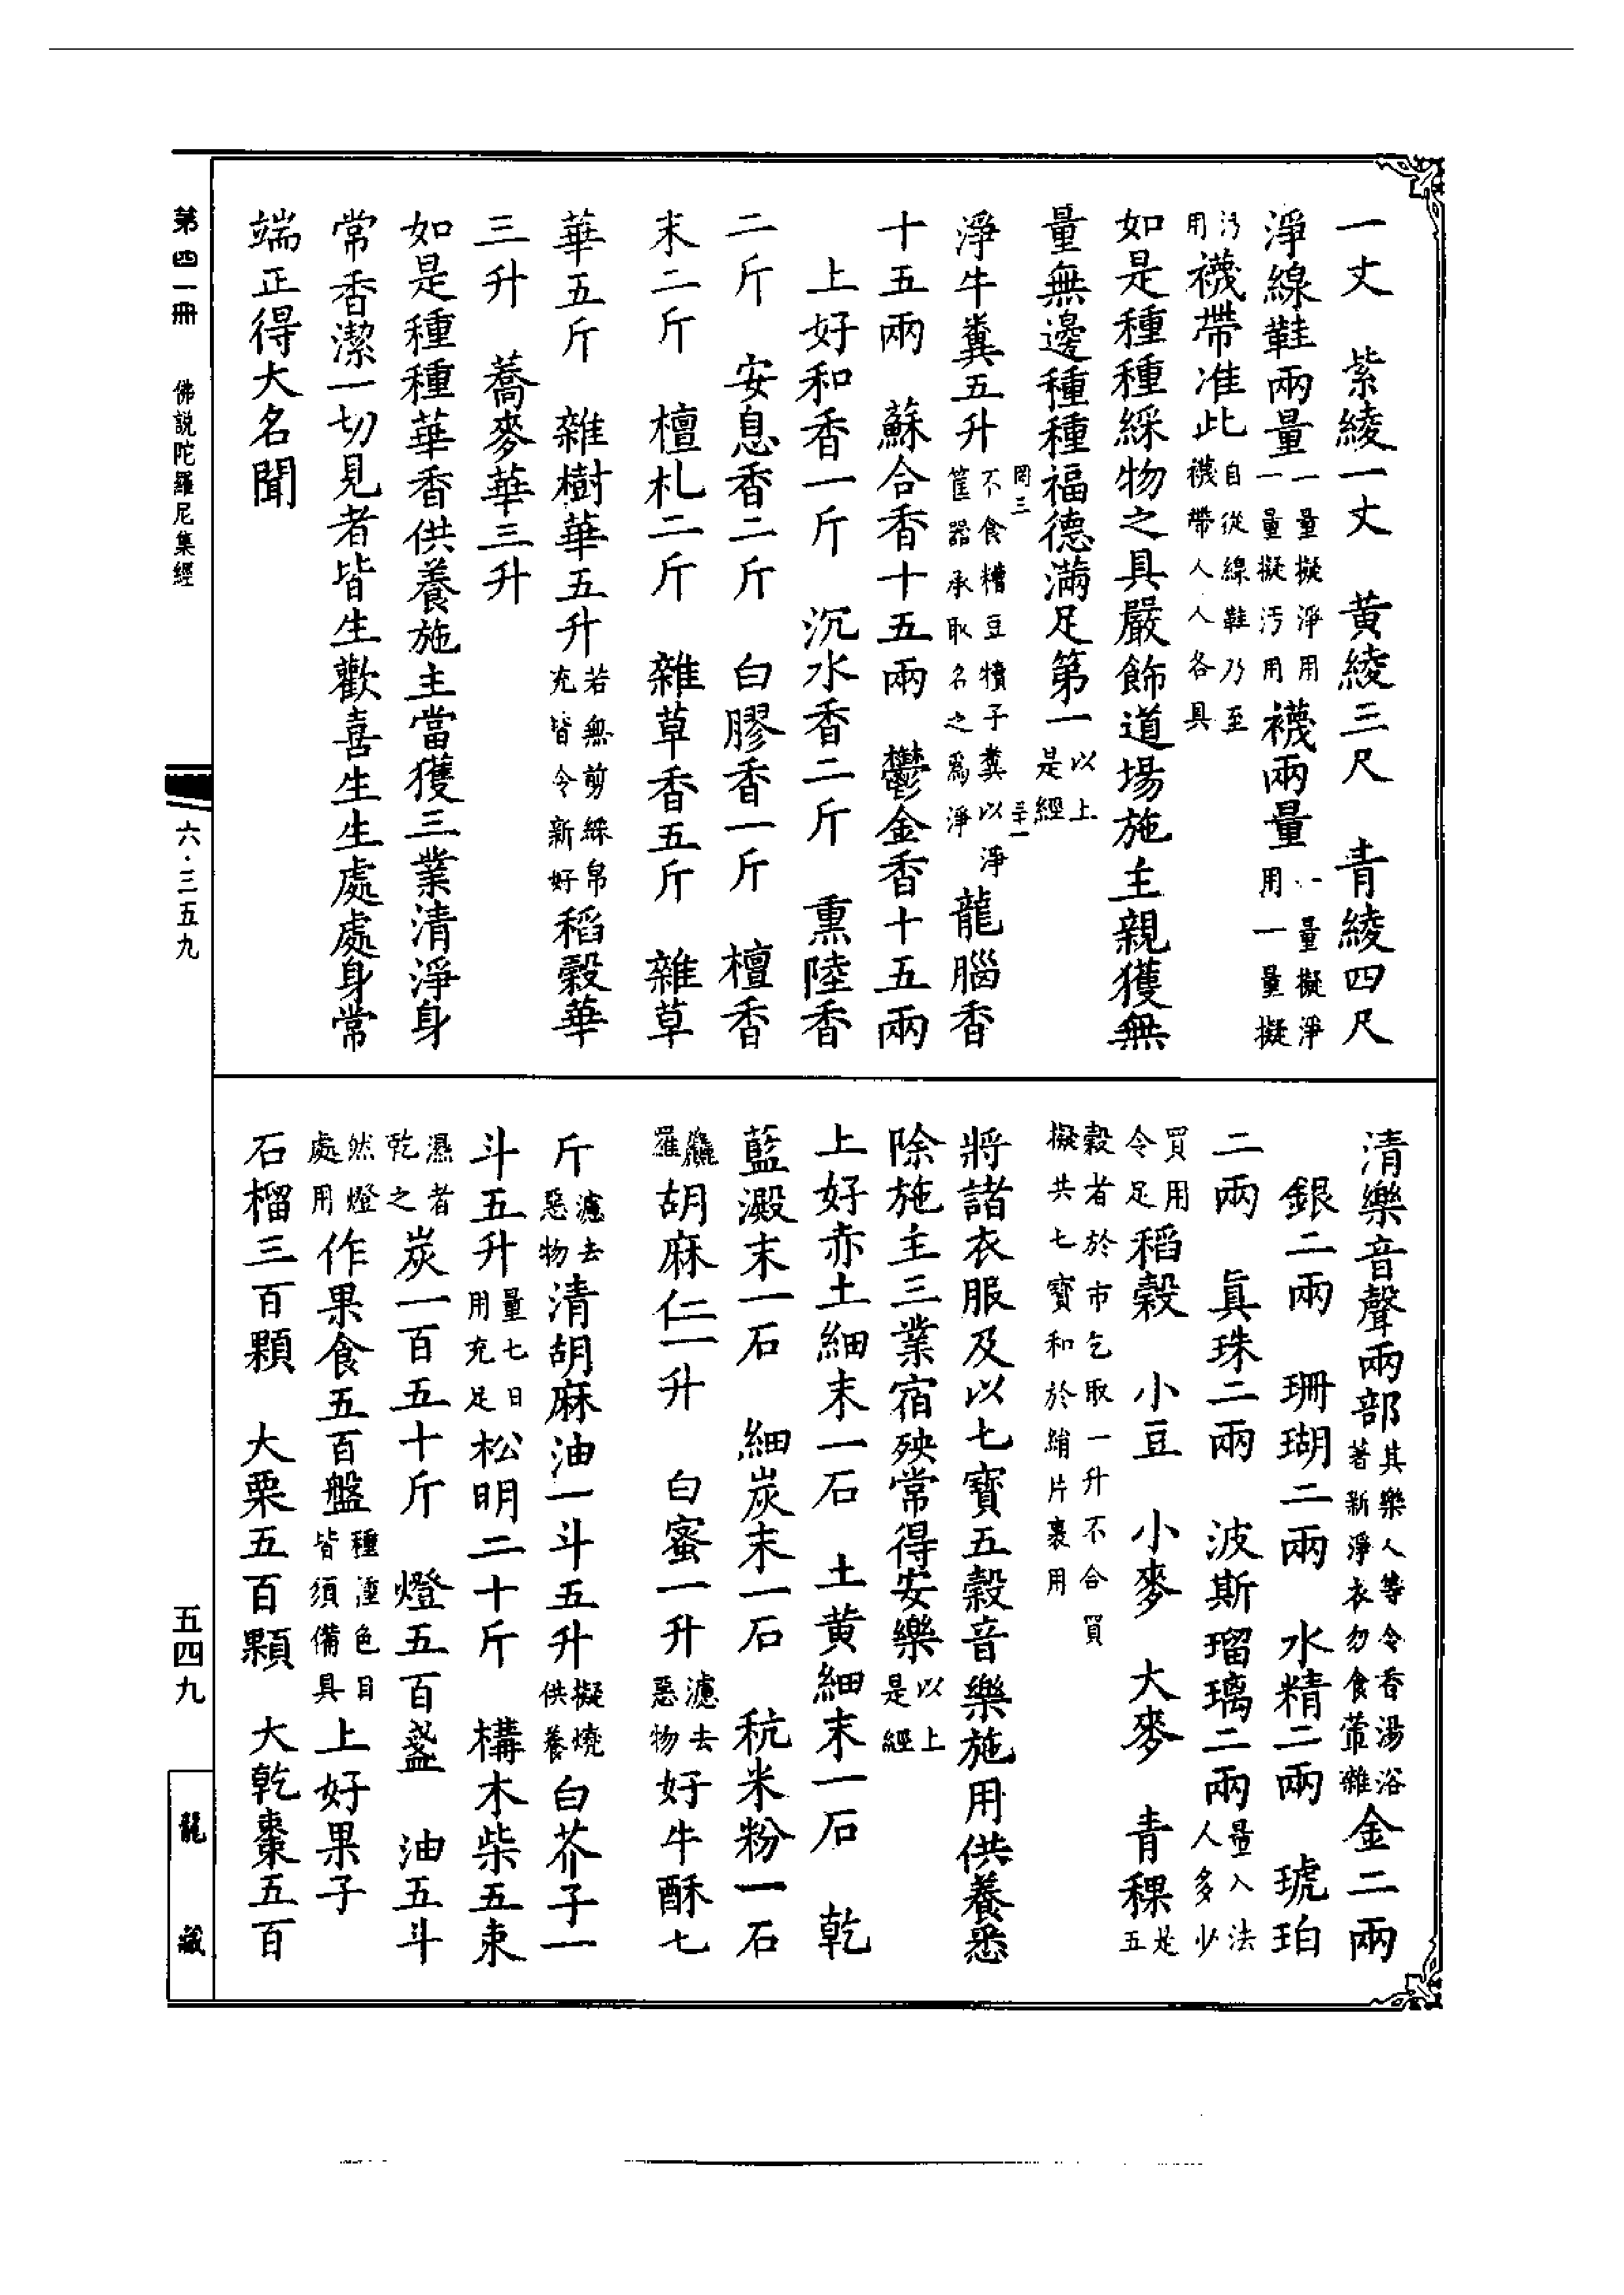 一丈　紫綾一丈　黃綾三尺　青綾四尺
淨線鞋兩量一量擬淨用一量擬污用襪兩量一量擬淨用一量擬
污用襪帶准此自從線鞋乃至襪帶人人各具
如是種種綵物之具嚴飾道場施主親獲無
量無邊種種福德滿足第一以上是經
岡三
三十一
淨牛糞五升不食糟豆犢子糞以淨筐器承取名之爲淨龍腦香
十五兩　蘇合香十五兩　鬱金香十五兩
上好和香一斤　沉水香二斤　熏陸香
二斤　安息香二斤　白膠香一斤　檀香
末二斤　檀札二斤　雜草香五斤　雜草
華五斤　雜樹華五升若無剪綵帛充皆令新好稻穀華
三升　蕎麥華三升
如是種種華香供養施主當獲三業清淨身
常香潔一切見者皆生歡喜生生處處身常
端正得大名聞
清樂音聲兩部其樂人等令香湯浴著新淨衣勿食葷雜金二兩
銀二兩　珊瑚二兩　水精二兩　琥珀
二兩　眞珠二兩　波斯瑠璃二兩量入法人多少
買用令足稻穀　小豆　小麥　大麥　青稞是五
穀者於市乞取一升不合買擬共七寶和於綃片裹用
將諸衣服及以七寶五穀音樂施用供養悉
除施主三業宿殃常得安樂以上是經
上好赤土細末一石　土黃細末一石　乾
藍澱末一石　細炭末一石　秔米粉一石
麤羅胡麻仁一升　白蜜一升濾去惡物好牛酥七
斤濾去惡物清胡麻油一斗五升擬燒供養白芥子一
斗五升量七日用充足松明二十斤　構木柴五束
濕者乾之炭一百五十斤　燈五百盞　油五斗
然燈處用作果食五百盤種種色目皆須備具上好果子
石榴三百顆　大栗五百顆　大乾棗五百
第四一冊　佛說陀羅尼集經
六·三五九
五四九
龍藏